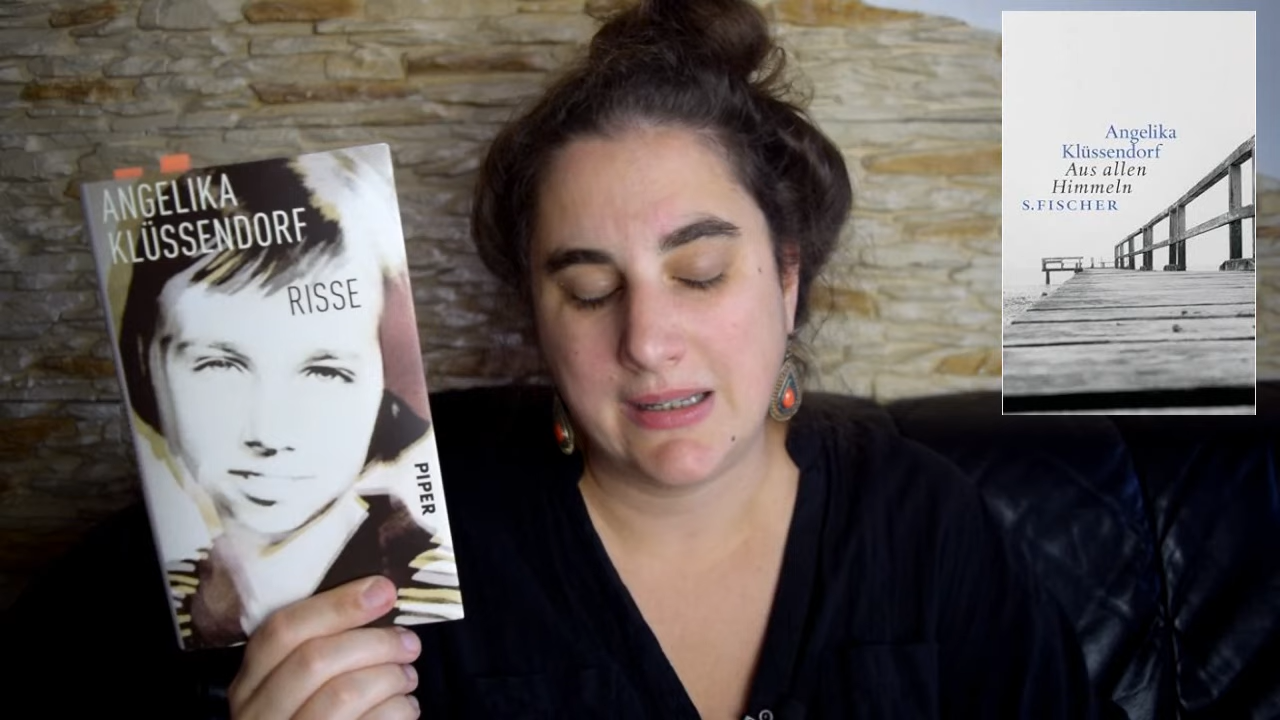 ANGELIKA
KLÜSSENDORF
RISSE
PIPER
Angelika
Klüssendorf
Aus allen
Himmeln
S.FISCHER